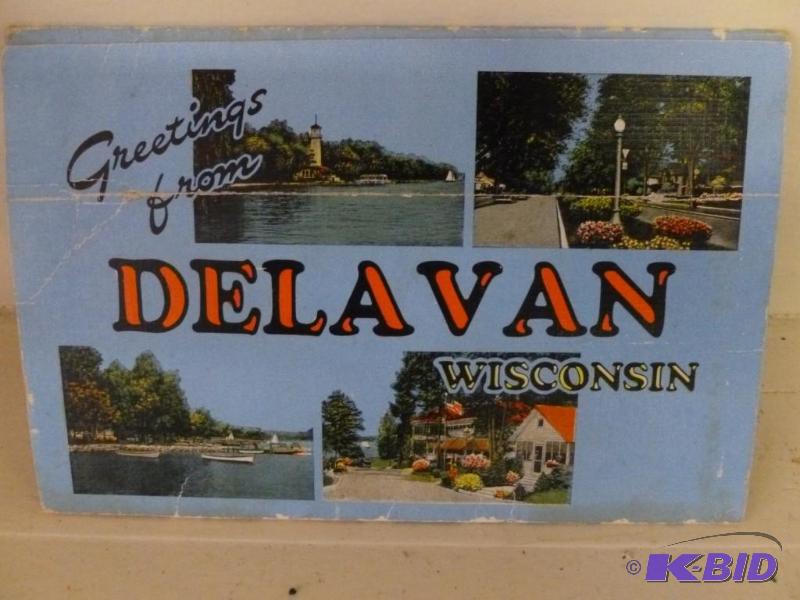 Greetings
from
DELAVAN
WISCONSIN
© K-BID